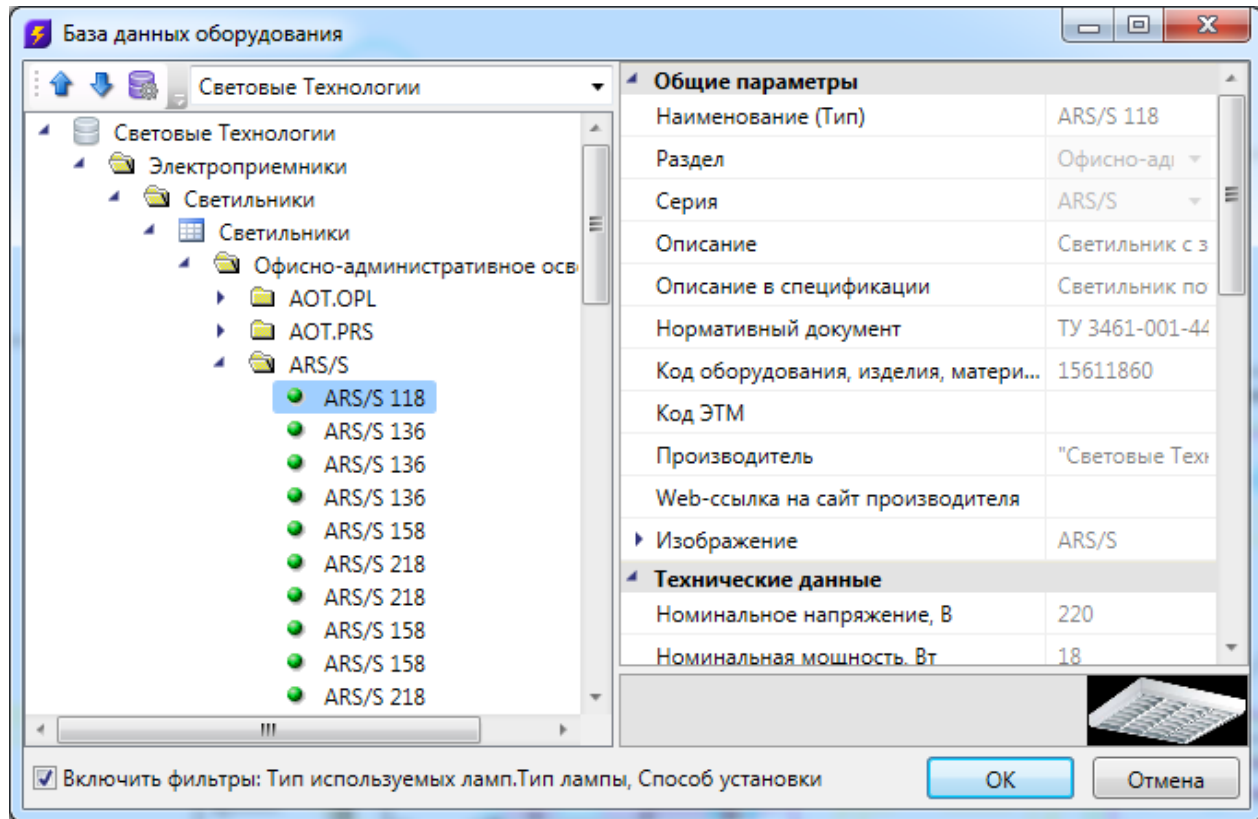 База данных оборудования
Световые Технологии
Световые Технологии
Электроприемники
Светильники
Светильники
Офисно-административное осв
AOT.OPL
AOT.PRS
ARS/S
ARS/S 118
ARS/S 136
ARS/S 136
ARS/S 136
ARS/S 158
ARS/S 218
ARS/S 218
ARS/S 158
ARS/S 158
ARS/S 218
Общие параметры
Наименование (Тип) ARS/S 118
Раздел Офисно-адм
Серия ARS/S
Описание Светильник с з
Описание в спецификации Светильник по
Нормативный документ ТУ 3461-001-44
Код оборудования, изделия, матери... 15611860
Код ЭТМ
Производитель "Световые Техн
Web-ссылка на сайт производителя
Изображение ARS/S
Технические данные
Номинальное напряжение, В 220
Номинальная мощность, Вт 18
Включить фильтры: Тип используемых ламп.Тип лампы, Способ установки
OK
Отмена